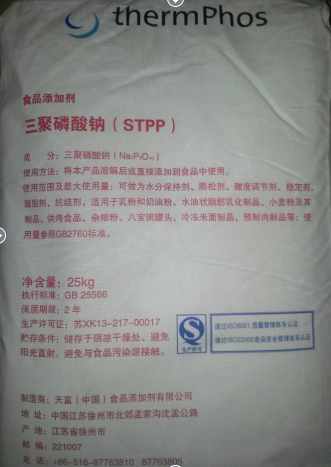 thermPhos
食品添加剂
三聚磷酸钠（STPP）
成 分：三聚磷酸钠（Na₅P₃O₁₀）
使用方法：将本产品溶解后或直接添加到食品中使用。
使用范围及最大使用量：可做为水分保持剂、膨松剂、酸度调节剂、稳定剂、
凝固剂、抗结剂，适用于乳粉和奶油粉、水油状脂肪乳化制品、小麦粉及其
制品、烘烤食品、杂粮粉、八宝粥罐头、冷冻米面制品、预制肉制品等；使
用量参照GB2760标准。
净含量：25kg
执行标准：GB 25566
保质期限：2 年
生产许可证：苏XK13-217-00017
贮存条件：储存于阴凉干燥处、避免
阳光直射。避免与食品污染源接触。
QS
生产许可
通过ISO9001 质量管理体系认证
通过ISO22000食品安全管理体系认证
制造商：天富（中国）食品添加剂有限公司
地 址：中国江苏徐州市北郊孟家沟沈孟公路
产 地：江苏省徐州市
邮 编：221007
电 话：+86-516-87763810 87763805